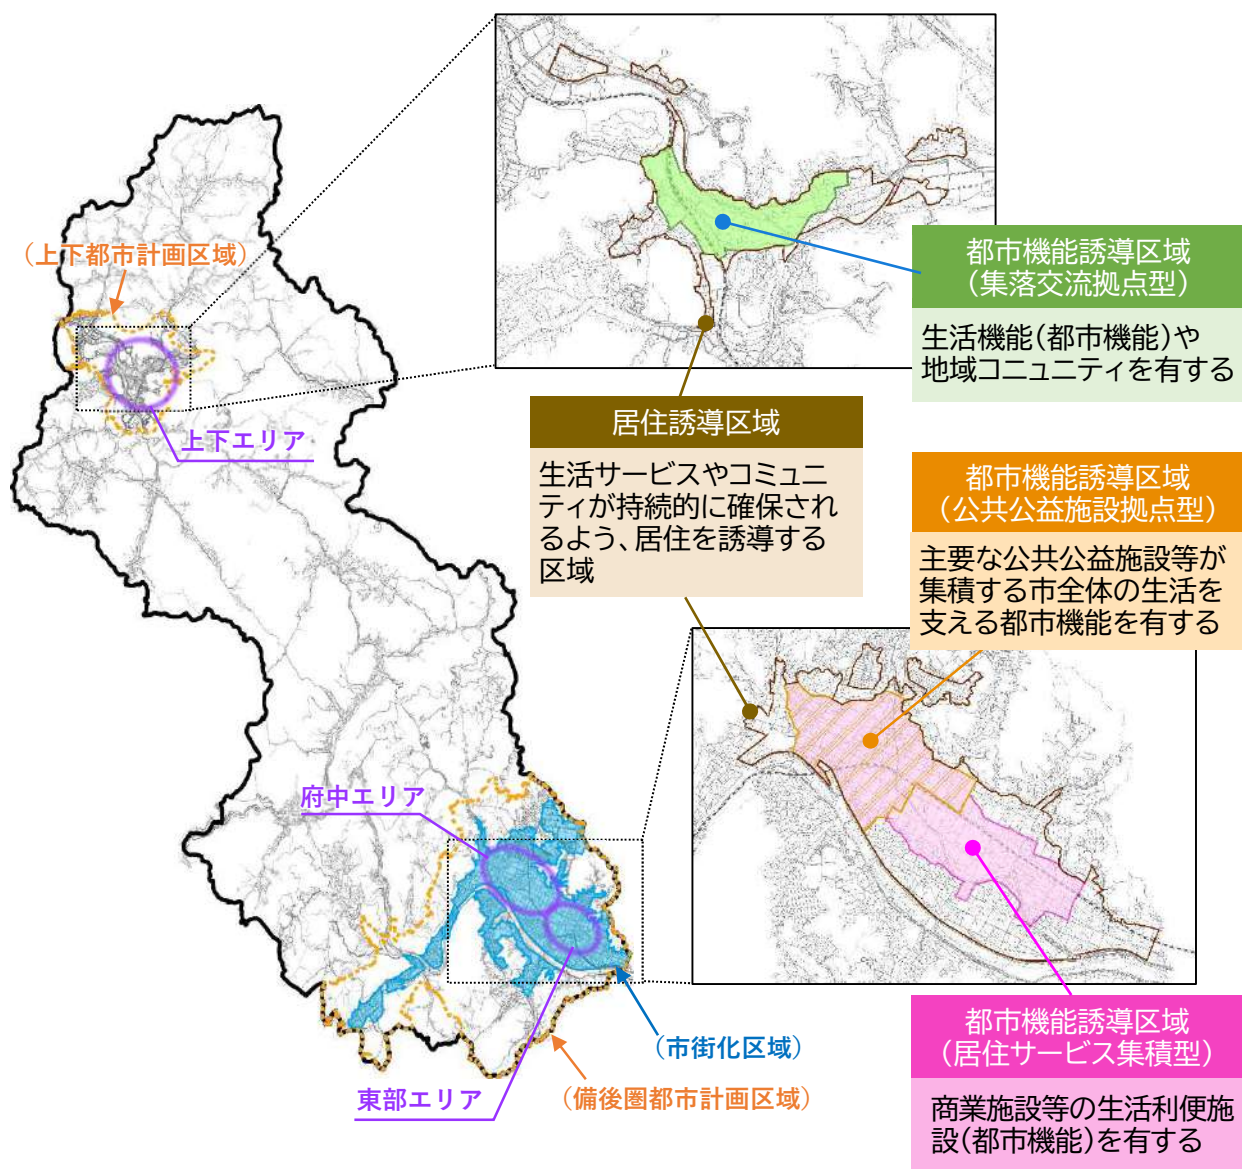 （上下都市計画区域）
上下エリア
都市機能誘導区域
（集落交流拠点型）
生活機能（都市機能）や
地域コニュニティを有する
居住誘導区域
生活サービスやコミュニ
ティが持続的に確保され
るよう、居住を誘導する
区域
都市機能誘導区域
（公共公益施設拠点型）
主要な公共公益施設等が
集積する市全体の生活を
支える都市機能を有する
府中エリア
東部エリア
（市街化区域）
（備後圏都市計画区域）
都市機能誘導区域
（居住サービス集積型）
商業施設等の生活利便施
設（都市機能）を有する